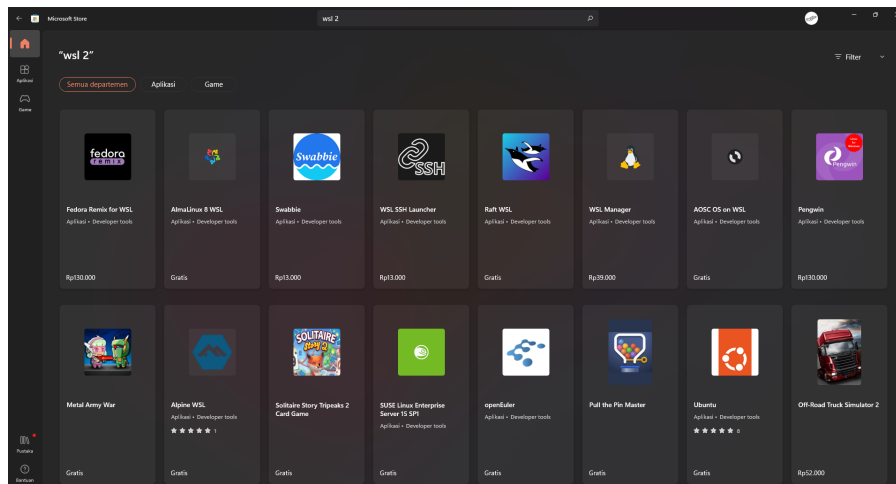 Microsoft Store
wsl 2
"wsl 2"
Filter
Semua departemen
Aplikasi
Game
Aplikasi
Game
fedora
remix
Swabbie
SSH
Pengwin
Fedora Remix for WSL
Aplikasi • Developer tools
Rp130.000
AlmaLinux 8 WSL
Aplikasi • Developer tools
Gratis
Swabbie
Aplikasi • Developer tools
Rp13.000
WSL SSH Launcher
Aplikasi • Developer tools
Rp13.000
Raft WSL
Aplikasi • Developer tools
Gratis
WSL Manager
Aplikasi • Developer tools
Rp39.000
AOSC OS on WSL
Aplikasi • Developer tools
Gratis
Pengwin
Aplikasi • Developer tools
Rp130.000
SOLITAIRE
Story 2
Metal Army War
Gratis
Alpine WSL
Aplikasi • Developer tools
★★★★★ 1
Gratis
Solitaire Story Tripeaks 2
Card Game
Gratis
SUSE Linux Enterprise
Server 15 SP1
Aplikasi • Developer tools
Gratis
openEuler
Aplikasi • Developer tools
Gratis
Pull the Pin Master
Gratis
Ubuntu
Aplikasi • Developer tools
★★★★★ 8
Gratis
Off-Road Truck Simulator 2
Rp52.000
Pustaka
Bantuan